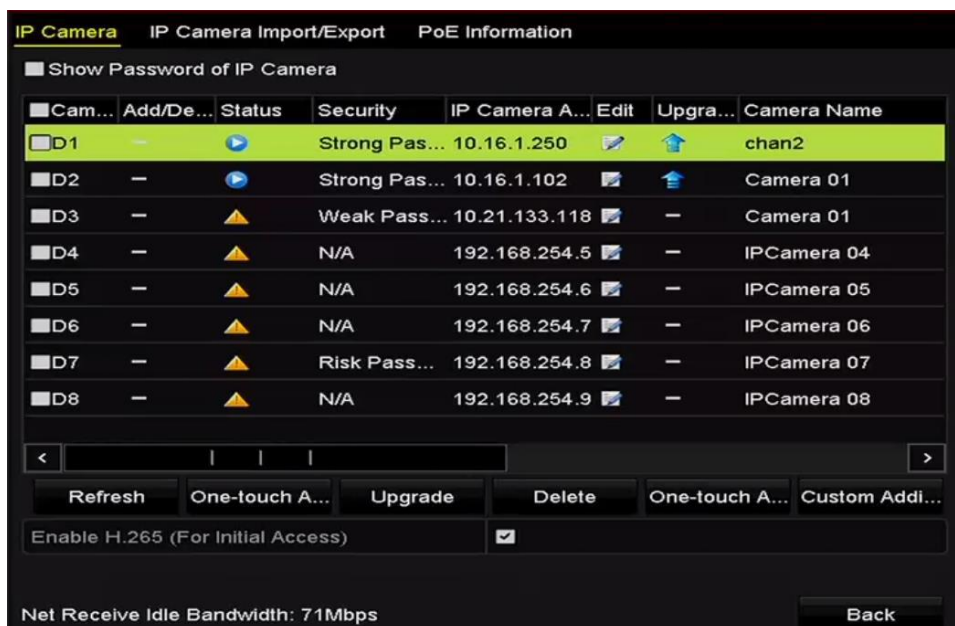 IP Camera IP Camera Import/Export PoE Information
Show Password of IP Camera
Cam... Add/De... Status Security IP Camera A... Edit Upgra... Camera Name
D1 – Strong Pas... 10.16.1.250 chan2
D2 – Strong Pas... 10.16.1.102 Camera 01
D3 – Weak Pass... 10.21.133.118 – Camera 01
D4 – N/A 192.168.254.5 – IPCamera 04
D5 – N/A 192.168.254.6 – IPCamera 05
D6 – N/A 192.168.254.7 – IPCamera 06
D7 – Risk Pass... 192.168.254.8 – IPCamera 07
D8 – N/A 192.168.254.9 – IPCamera 08
< >
Refresh One-touch A... Upgrade Delete One-touch A... Custom Addi...
Enable H.265 (For Initial Access)
Net Receive Idle Bandwidth: 71Mbps Back